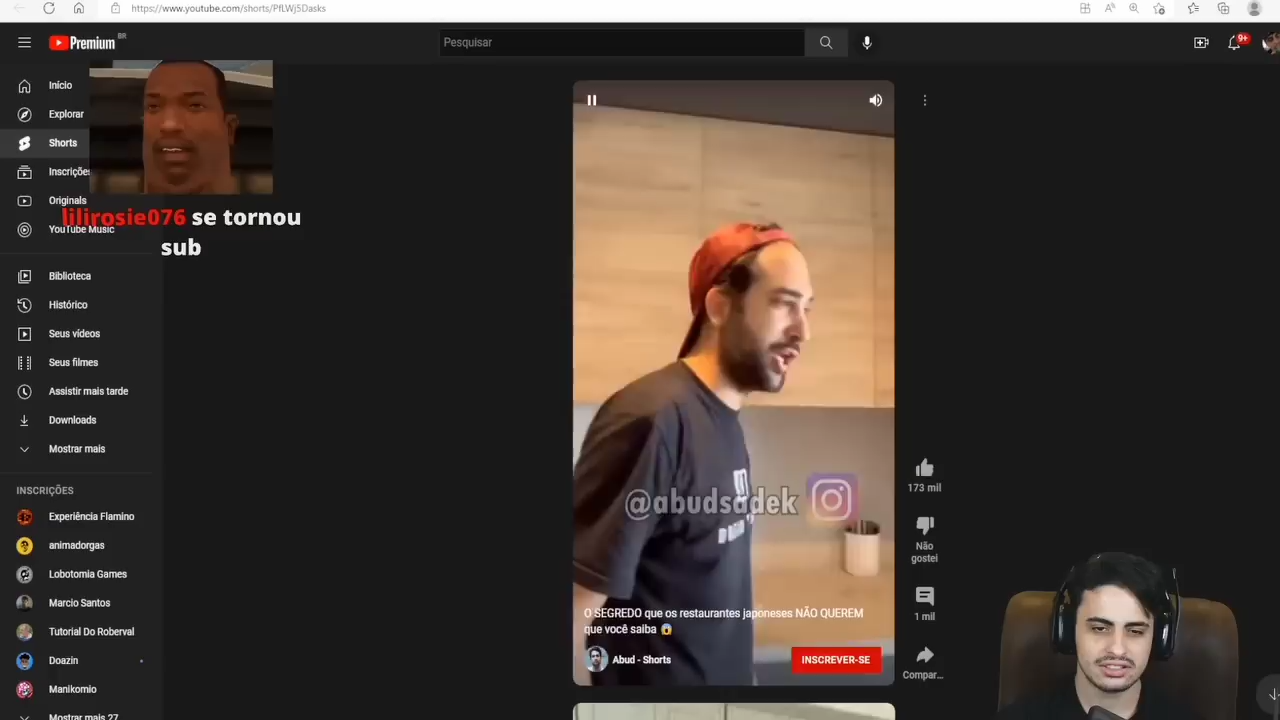 https://www.youtube.com/shorts/PfLWj5Dasks
Premium BR
Pesquisar
9+
Início
Explorar
Shorts
Inscrições
Originals
YouTube Music
lilirosie076 se tornou
sub
Biblioteca
Histórico
Seus vídeos
Seus filmes
Assistir mais tarde
Downloads
Mostrar mais
INSCRIÇÕES
Experiência Flamino
animadorgas
Lobotomia Games
Marcio Santos
Tutorial Do Roberval
Doazin
Manikomio
Mostrar mais 27
@abudsadek
O SEGREDO que os restaurantes japoneses NÃO QUEREM
que você saiba 😱
Abud - Shorts
INSCREVER-SE
173 mil
Não
gostei
1 mil
Compar...